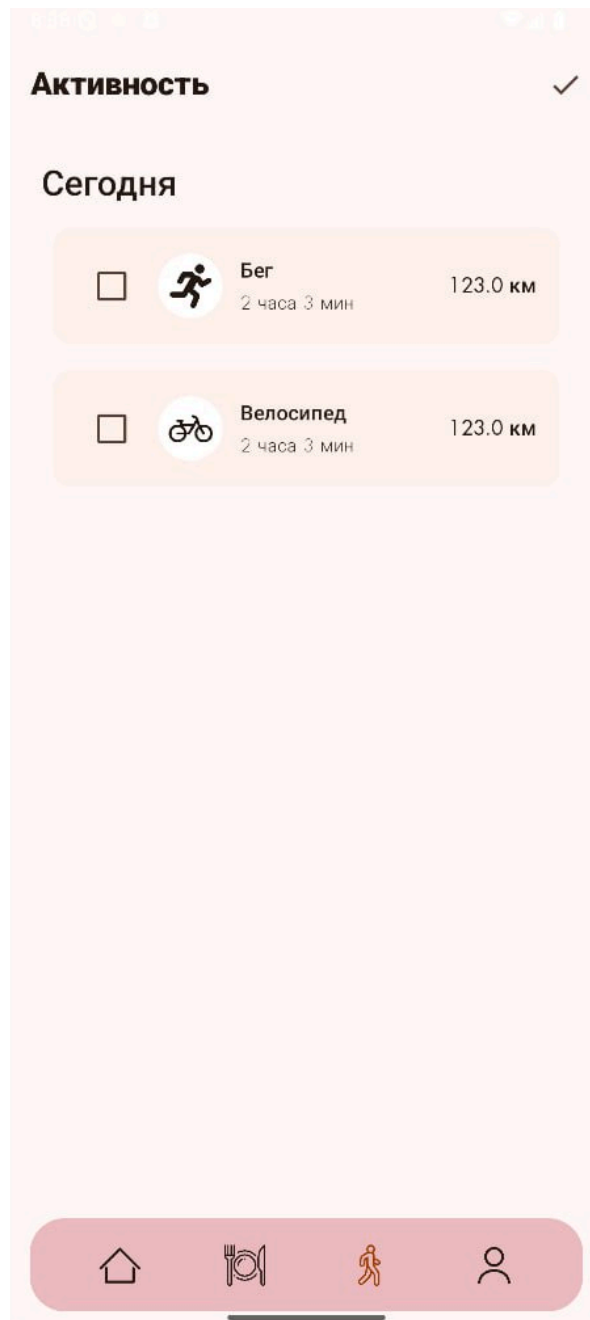 Активность
Сегодня
Бег
2 часа 3 мин
123.0 км
Велосипед
2 часа 3 мин
123.0 км